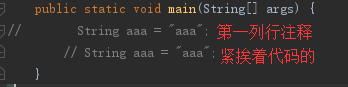 public static void main(String[] args) {
//        String aaa = "aaa"; 第一列行注释
        // String aaa = "aaa"; 紧挨着代码的
}